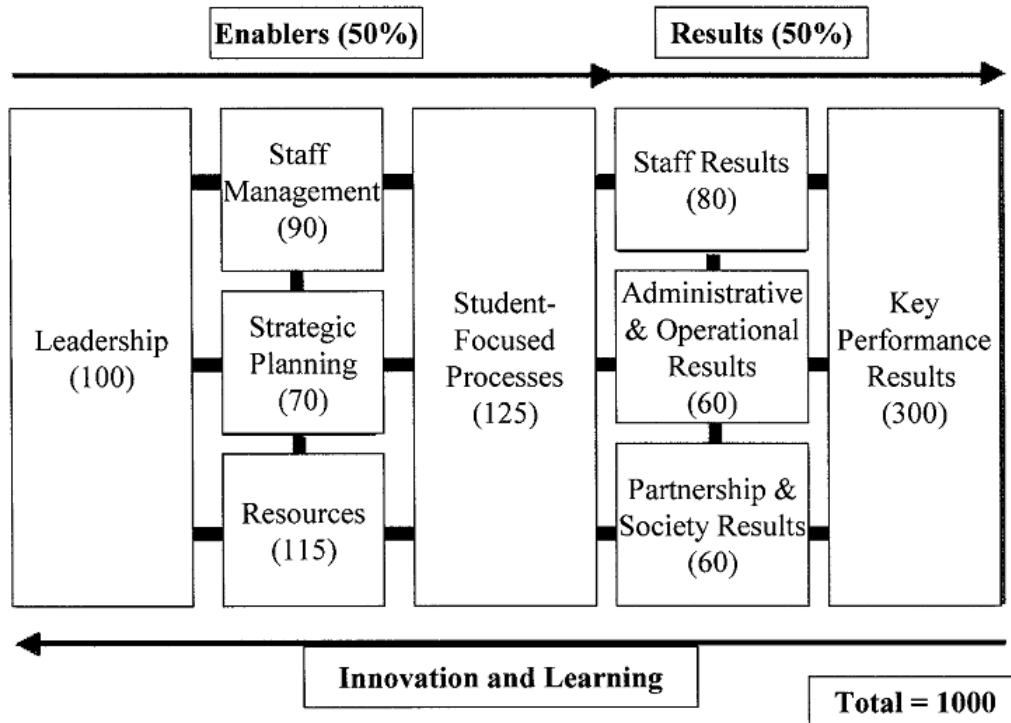 Enablers (50%)
Results (50%)
Leadership
(100)
Staff
Management
(90)
Strategic
Planning
(70)
Resources
(115)
Student-
Focused
Processes
(125)
Staff Results
(80)
Administrative
& Operational
Results
(60)
Partnership &
Society Results
(60)
Key
Performance
Results
(300)
Innovation and Learning
Total = 1000